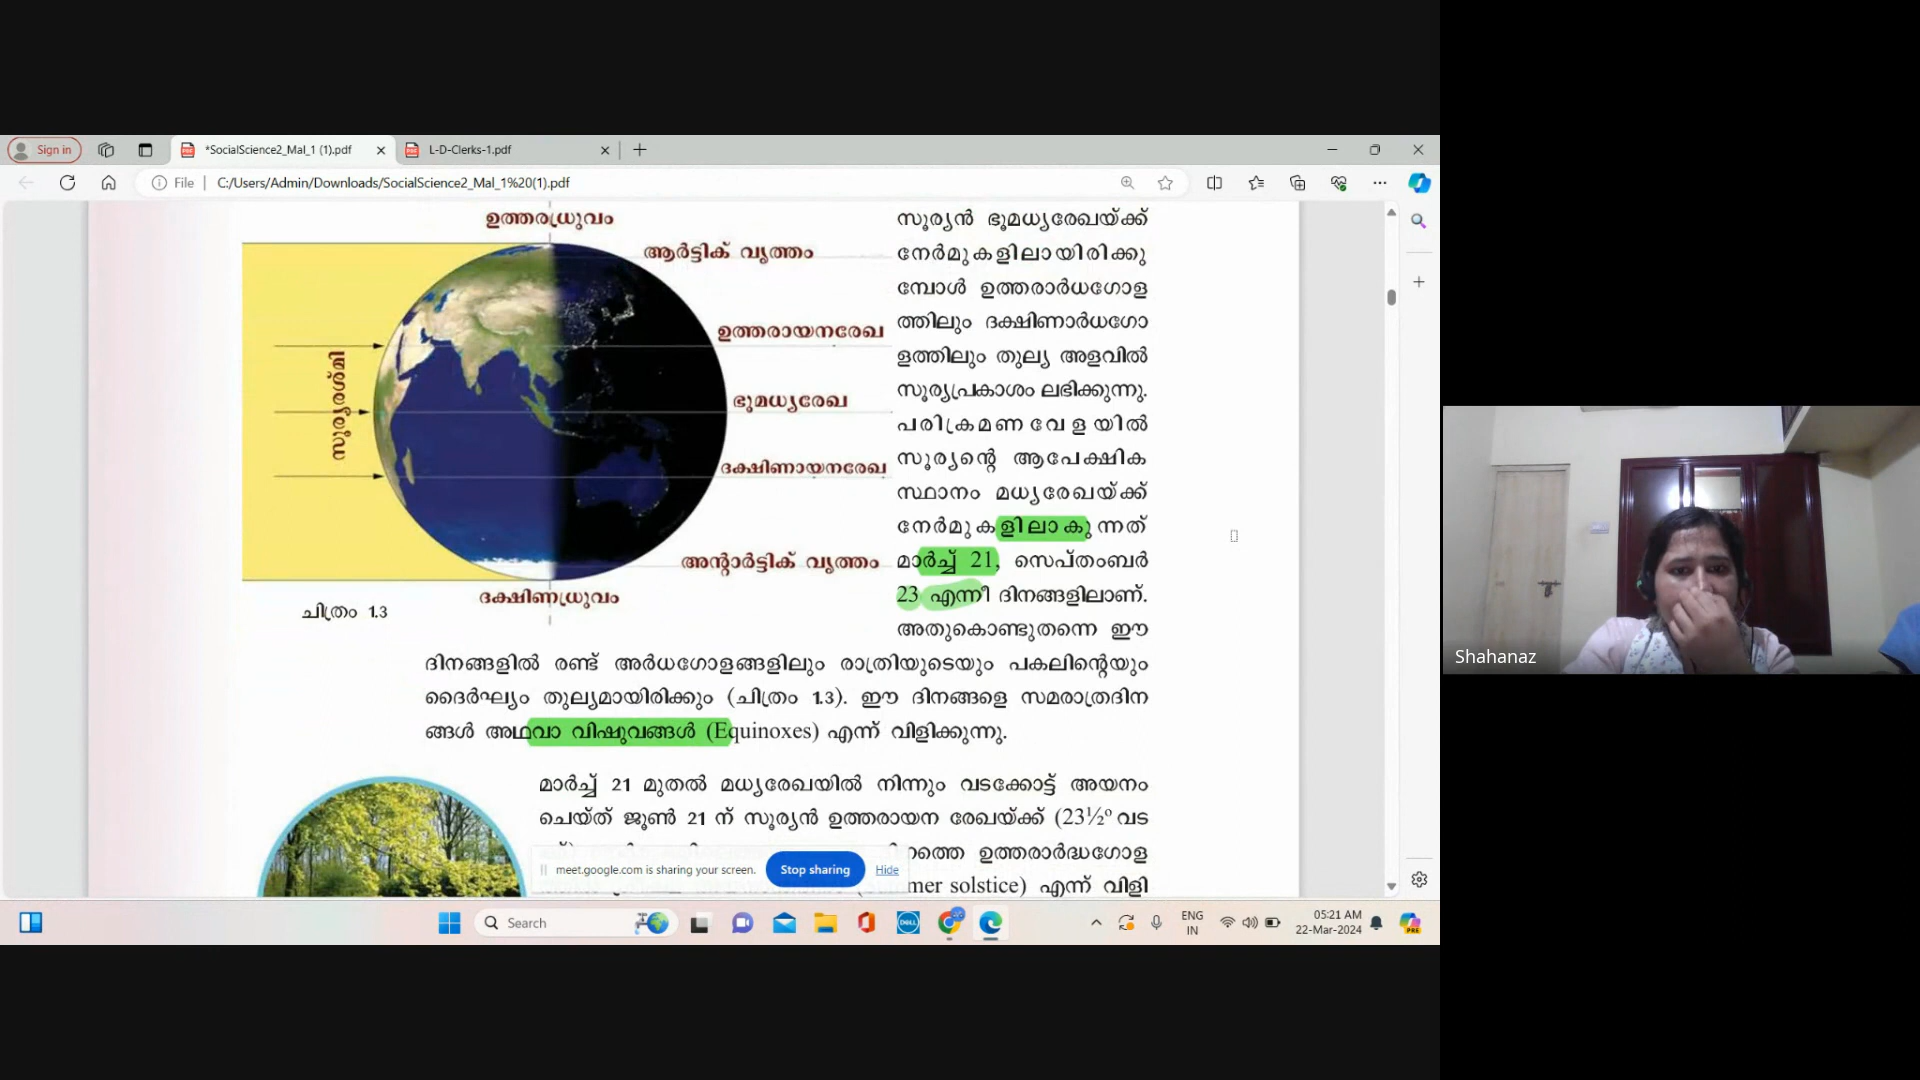 Sign in
*SocialScience2_Mal_1 (1).pdf
L-D-Clerks-1.pdf
File
C:/Users/Admin/Downloads/SocialScience2_Mal_1%20(1).pdf
ഉത്തരധ്രുവം
ആർട്ടിക് വൃത്തം
ഉത്തരായനരേഖ
സൂര്യരശ്മി
ഭൂമധ്യരേഖ
ദക്ഷിണായനരേഖ
അന്റാർട്ടിക് വൃത്തം
ദക്ഷിണധ്രുവം
ചിത്രം 1.3
സൂര്യൻ ഭൂമധ്യരേഖയ്ക്ക്
നേർമുകളിലായിരിക്കു
മ്പോൾ ഉത്തരാർധഗോള
ത്തിലും ദക്ഷിണാർധഗോ
ളത്തിലും തുല്യ അളവിൽ
സൂര്യപ്രകാശം ലഭിക്കുന്നു.
പരിക്രമണ വേളയിൽ
സൂര്യന്റെ ആപേക്ഷിക
സ്ഥാനം മധ്യരേഖയ്ക്ക്
നേർമുകളിലാകുന്നത്
മാർച്ച് 21, സെപ്തംബർ
23 എന്നീ ദിനങ്ങളിലാണ്.
അതുകൊണ്ടുതന്നെ ഈ
ദിനങ്ങളിൽ രണ്ട് അർധഗോളങ്ങളിലും രാത്രിയുടെയും പകലിന്റെയും
ദൈർഘ്യം തുല്യമായിരിക്കും (ചിത്രം 1.3). ഈ ദിനങ്ങളെ സമരാത്രദിന
ങ്ങൾ അഥവാ വിഷുവങ്ങൾ (Equinoxes) എന്ന് വിളിക്കുന്നു.
മാർച്ച് 21 മുതൽ മധ്യരേഖയിൽ നിന്നും വടക്കോട്ട് അയനം
ചെയ്ത് ജൂൺ 21 ന് സൂര്യൻ ഉത്തരായന രേഖയ്ക്ക് (23½° വട
ഉത്തരാർദ്ധഗോള
solstice) എന്ന് വിളി
meet.google.com is sharing your screen.
Stop sharing
Hide
Search
ENG
IN
05:21 AM
22-Mar-2024
Shahanaz